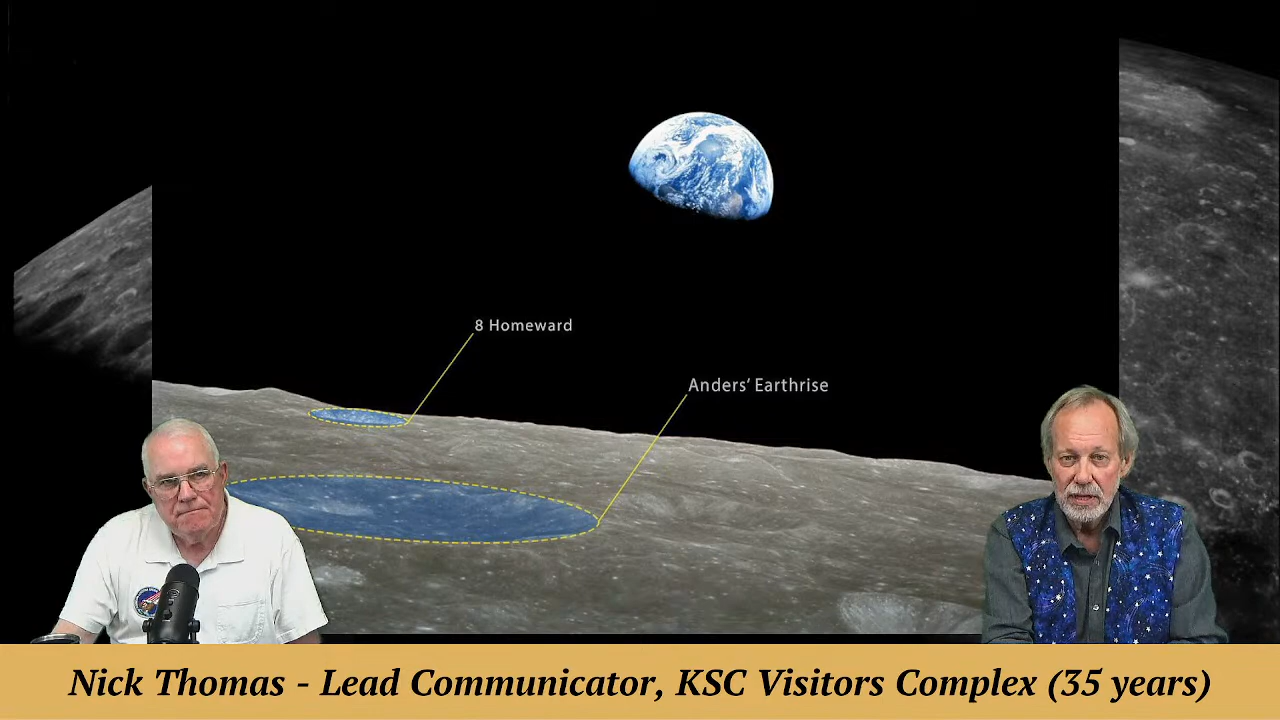 8 Homeward
Anders' Earthrise
Nick Thomas - Lead Communicator, KSC Visitors Complex (35 years)